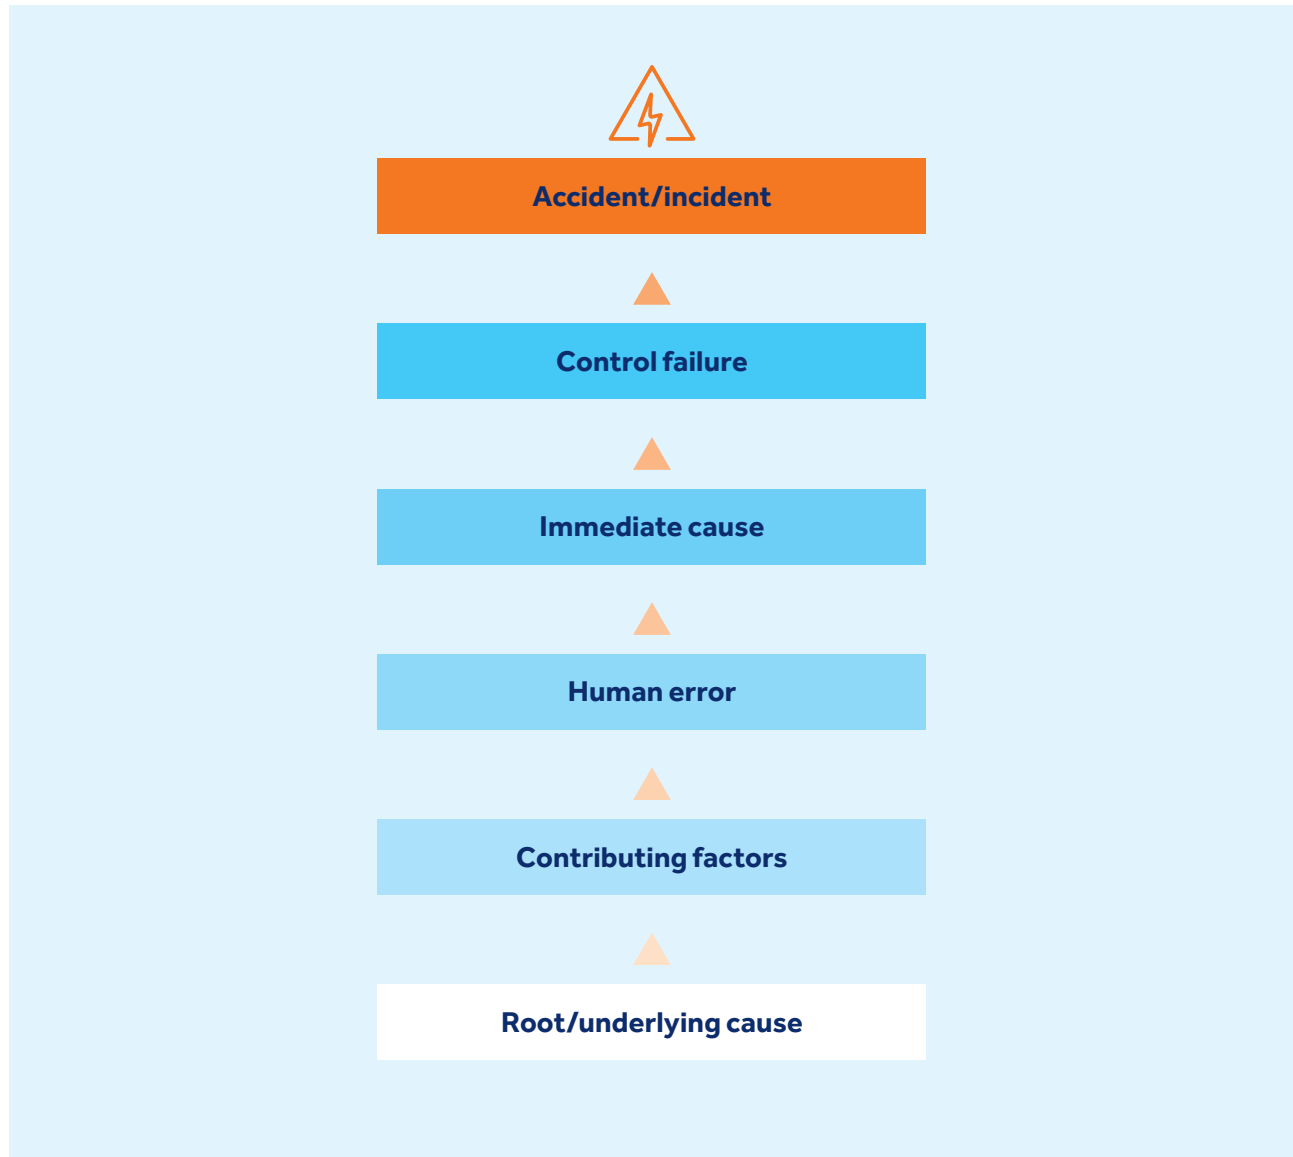 Accident/incident
Control failure
Immediate cause
Human error
Contributing factors
Root/underlying cause